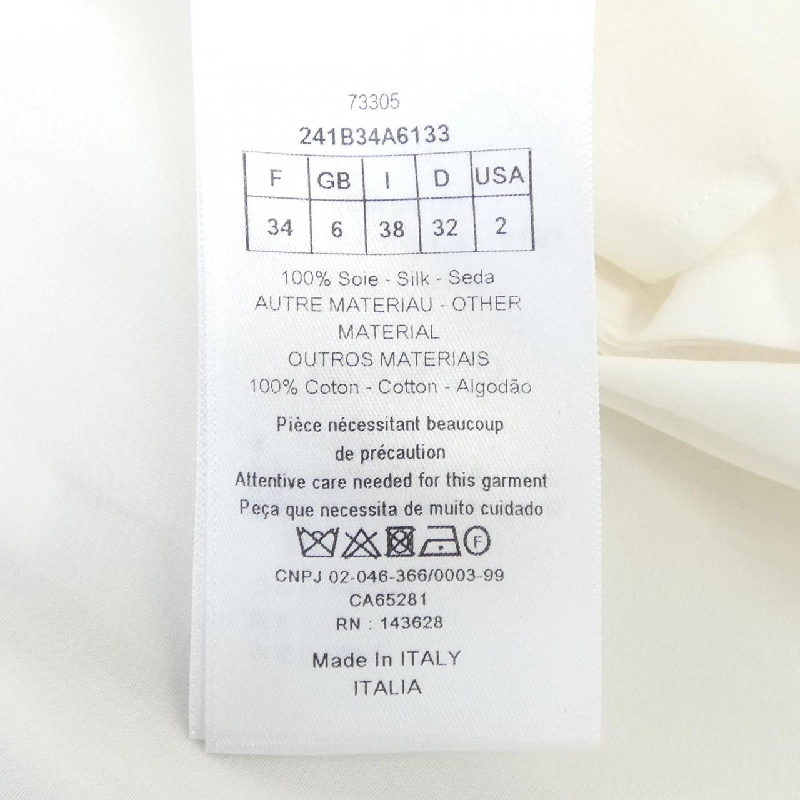 73305
241B34A6133
F GB I D USA
34 6 38 32 2
100% Soie - Silk - Seda
AUTRE MATERIAU - OTHER
MATERIAL
OUTROS MATERIAIS
100% Coton - Cotton - Algodão
Pièce nécessitant beaucoup
de précaution
Attentive care needed for this garment
Peça que necessita de muito cuidado
F
CNPJ 02-046-366/0003-99
CA65281
RN : 143628
Made In ITALY
ITALIA